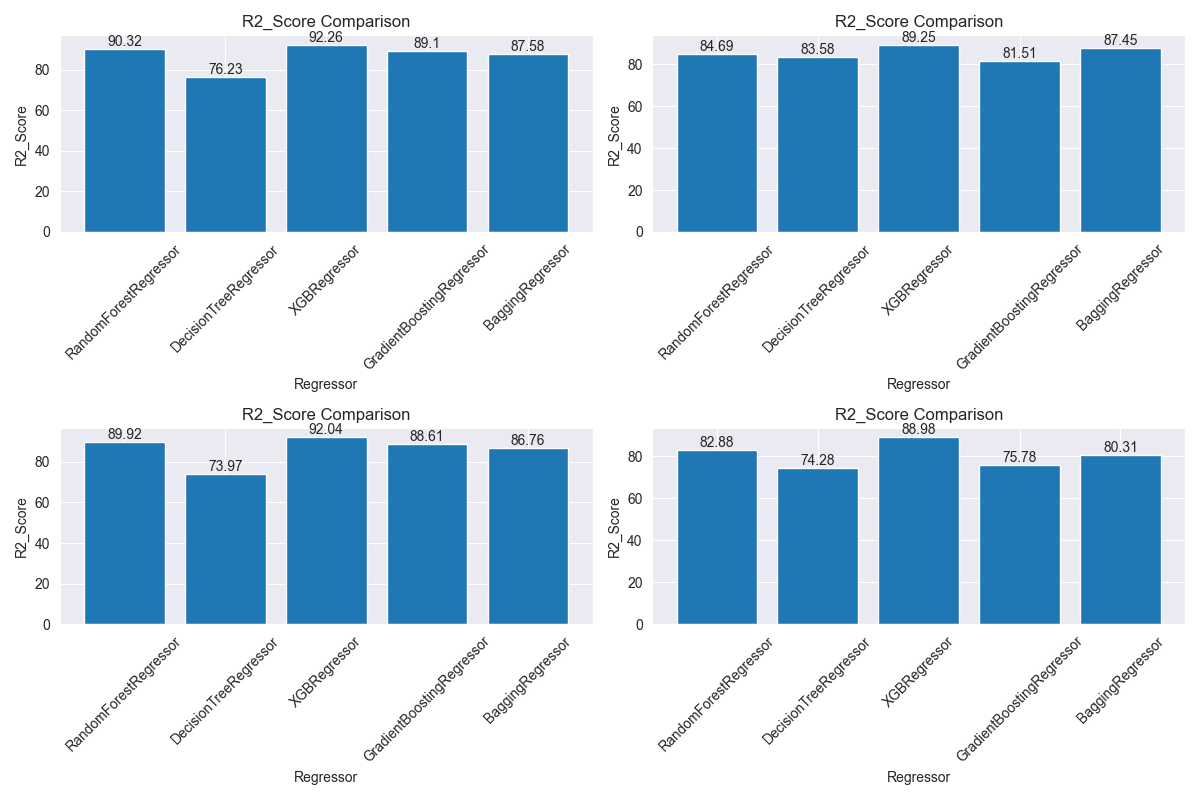 R2_Score Comparison
90.32
76.23
92.26
89.1
87.58
80
60
40
20
0
R2_Score
RandomForestRegressor
DecisionTreeRegressor
XGBRegressor
GradientBoostingRegressor
BaggingRegressor
Regressor
R2_Score Comparison
84.69
83.58
89.25
81.51
87.45
80
60
40
20
0
R2_Score
RandomForestRegressor
DecisionTreeRegressor
XGBRegressor
GradientBoostingRegressor
BaggingRegressor
Regressor
R2_Score Comparison
89.92
73.97
92.04
88.61
86.76
80
60
40
20
0
R2_Score
RandomForestRegressor
DecisionTreeRegressor
XGBRegressor
GradientBoostingRegressor
BaggingRegressor
Regressor
R2_Score Comparison
82.88
74.28
88.98
75.78
80.31
80
60
40
20
0
R2_Score
RandomForestRegressor
DecisionTreeRegressor
XGBRegressor
GradientBoostingRegressor
BaggingRegressor
Regressor